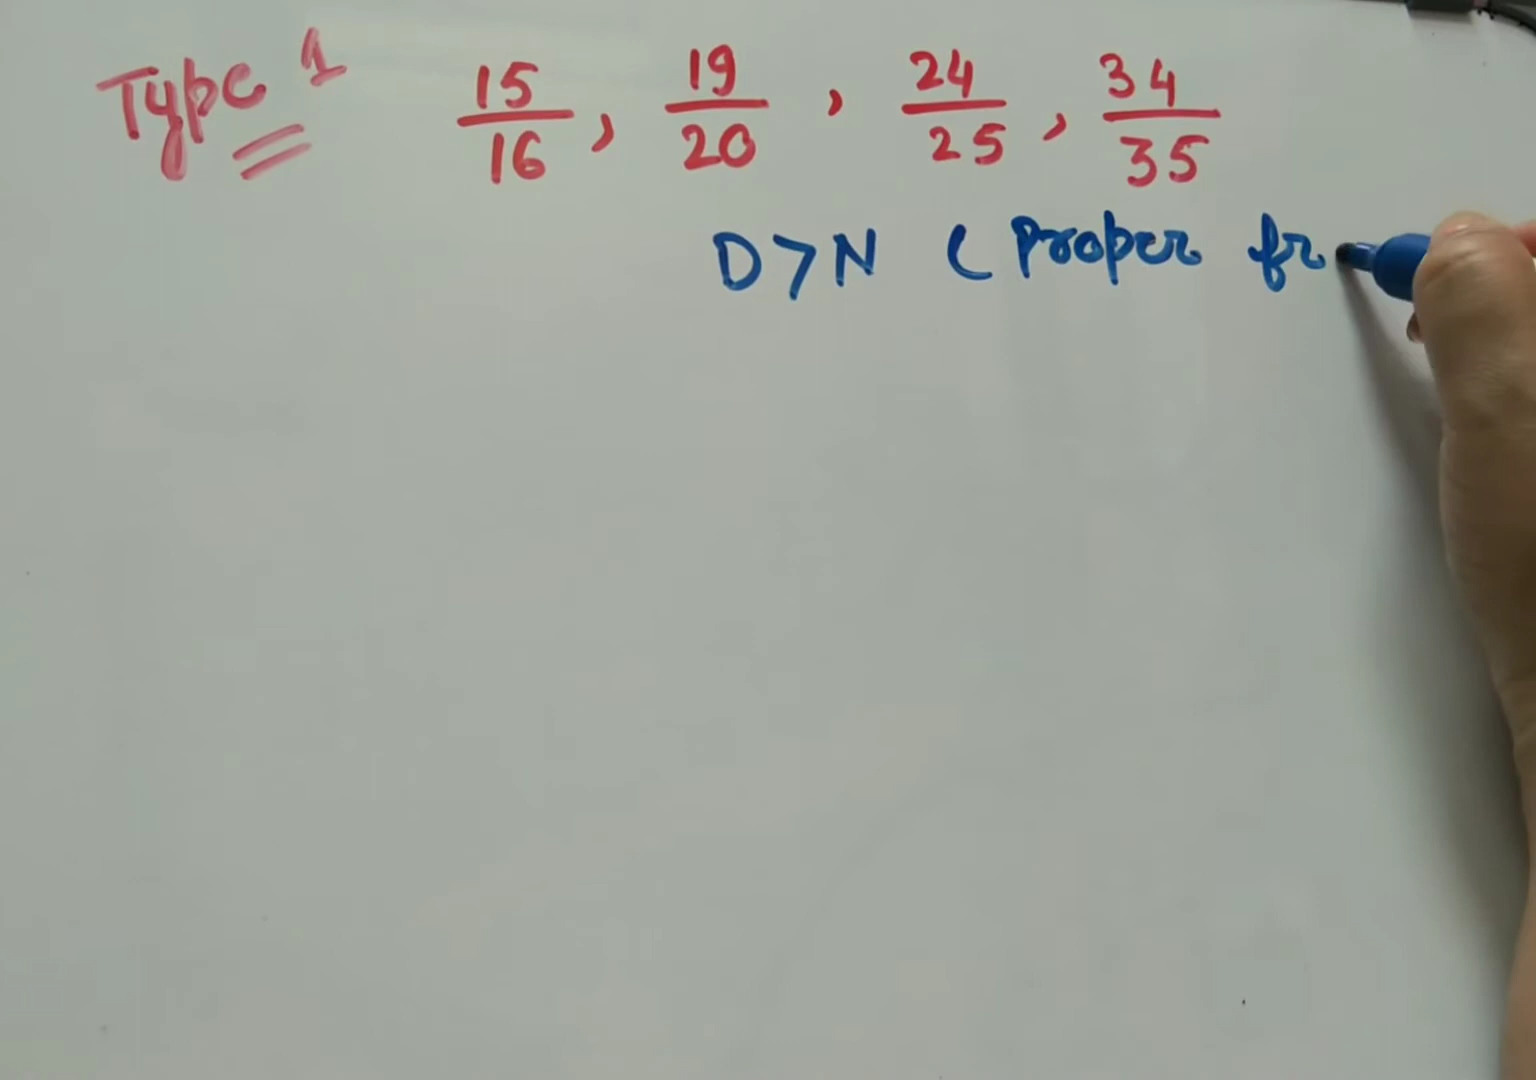 Type 1 15/16, 19/20, 24/25, 34/35
D>N (Proper fr